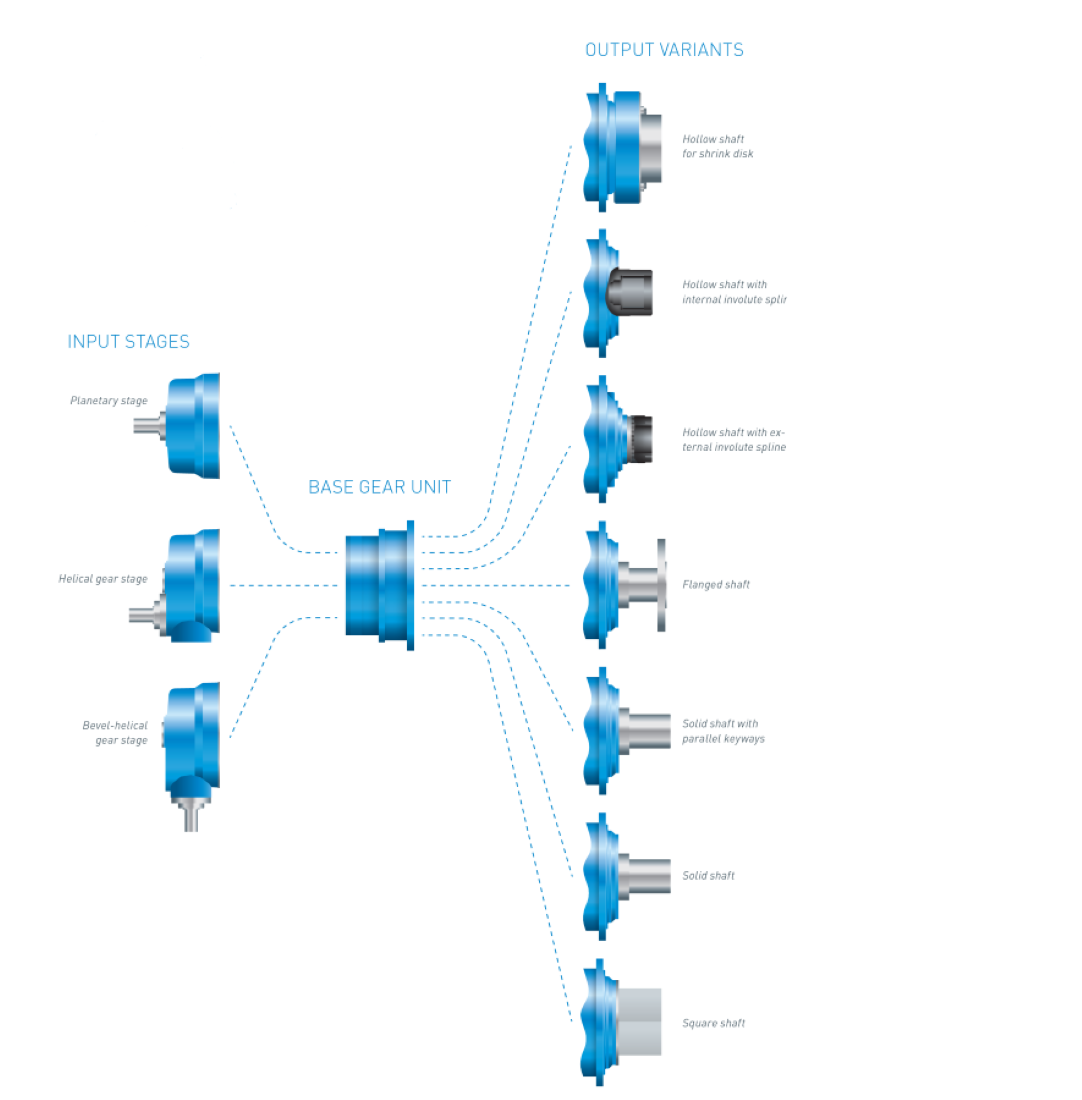 OUTPUT VARIANTS
Hollow shaft
for shrink disk
Hollow shaft with
internal involute splin
Hollow shaft with ex-
ternal involute spline
Flanged shaft
Solid shaft with
parallel keyways
Solid shaft
Square shaft
INPUT STAGES
Planetary stage
Helical gear stage
Bevel-helical
gear stage
BASE GEAR UNIT